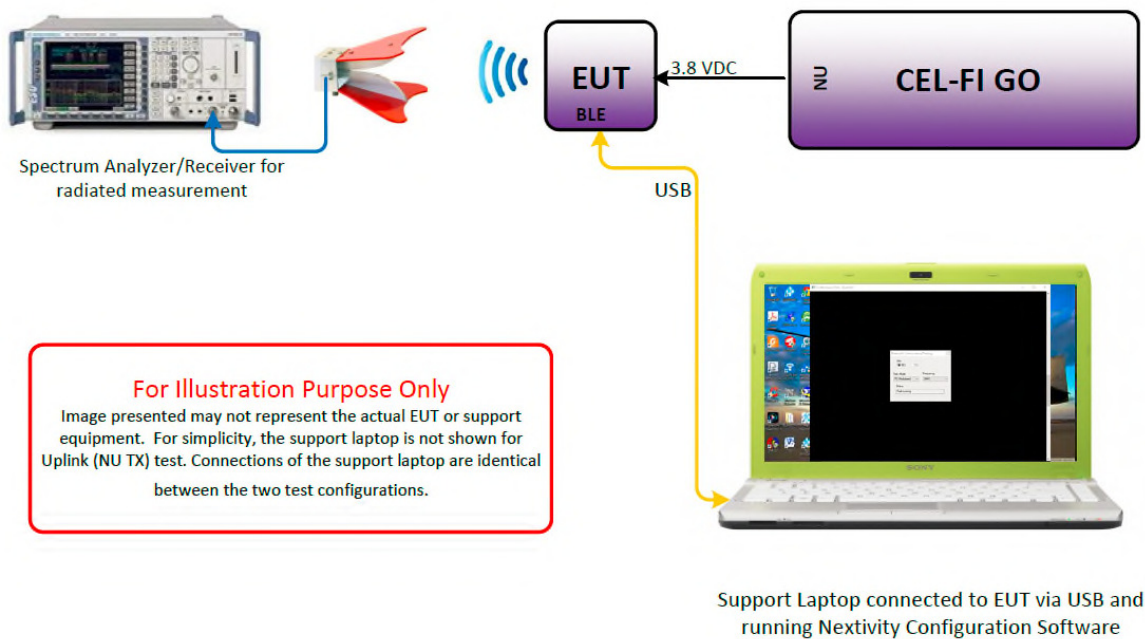 EUT
BLE
3.8 VDC
NU
CEL-FI GO
Spectrum Analyzer/Receiver for
radiated measurement
USB
For Illustration Purpose Only
Image presented may not represent the actual EUT or support
equipment. For simplicity, the support laptop is not shown for
Uplink (NU TX) test. Connections of the support laptop are identical
between the two test configurations.
SONY
Support Laptop connected to EUT via USB and
running Nextivity Configuration Software